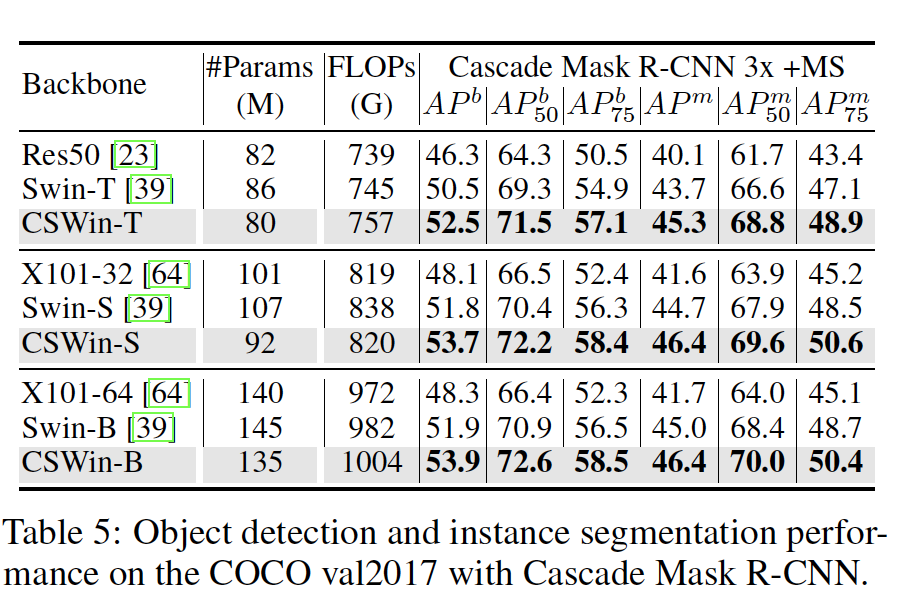 Backbone #Params (M) FLOPs (G) Cascade Mask R-CNN 3x +MS
AP^b AP^b_50 AP^b_75 AP^m AP^m_50 AP^m_75
Res50 [23] 82 739 46.3 64.3 50.5 40.1 61.7 43.4
Swin-T [39] 86 745 50.5 69.3 54.9 43.7 66.6 47.1
CSWin-T 80 757 52.5 71.5 57.1 45.3 68.8 48.9
X101-32 [64] 101 819 48.1 66.5 52.4 41.6 63.9 45.2
Swin-S [39] 107 838 51.8 70.4 56.3 44.7 67.9 48.5
CSWin-S 92 820 53.7 72.2 58.4 46.4 69.6 50.6
X101-64 [64] 140 972 48.3 66.4 52.3 41.7 64.0 45.1
Swin-B [39] 145 982 51.9 70.9 56.5 45.0 68.4 48.7
CSWin-B 135 1004 53.9 72.6 58.5 46.4 70.0 50.4
Table 5: Object detection and instance segmentation perfor-
mance on the COCO val2017 with Cascade Mask R-CNN.